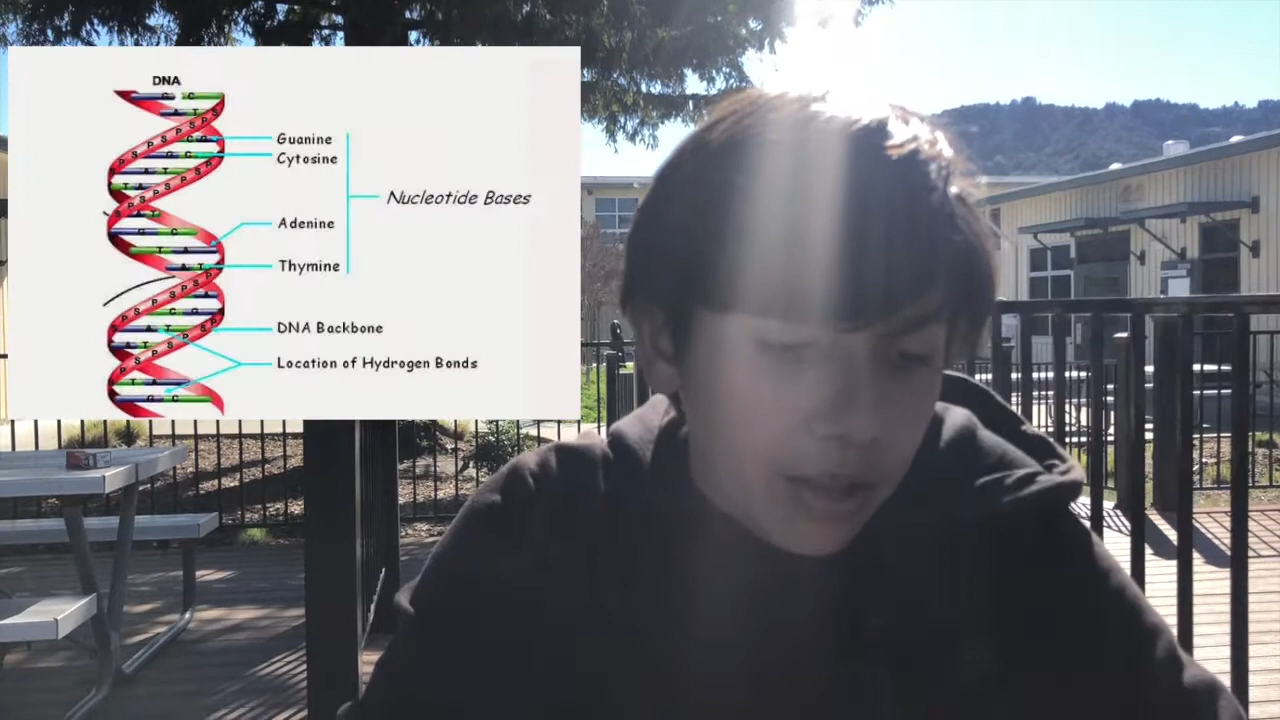 DNA
Guanine
Cytosine
Nucleotide Bases
Adenine
Thymine
DNA Backbone
Location of Hydrogen Bonds